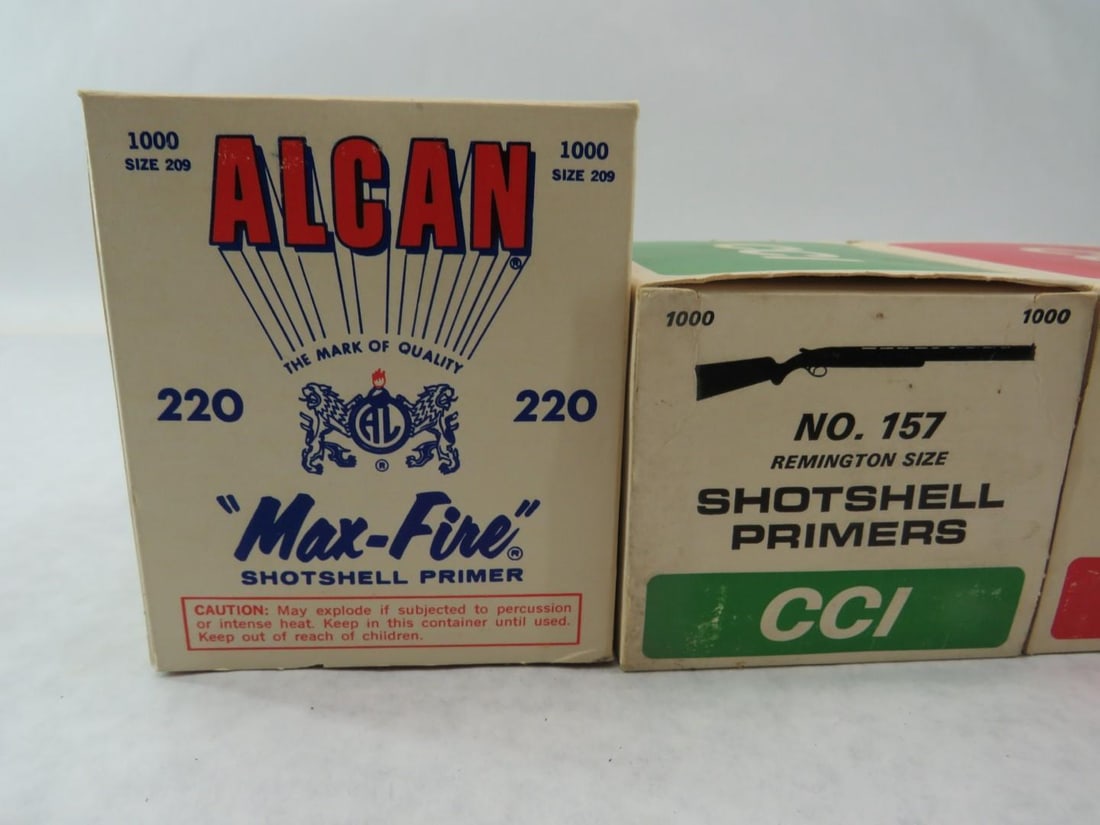 1000
SIZE 209
ALCAN®
1000
SIZE 209
THE MARK OF QUALITY
220
AL
®
220
"Max-Fire"®
SHOTSHELL PRIMER
CAUTION: May explode if subjected to percussion
or intense heat. Keep in this container until used.
Keep out of reach of children.
CCI
CCI
1000
1000
NO. 157
REMINGTON SIZE
SHOTSHELL
PRIMERS
CCI